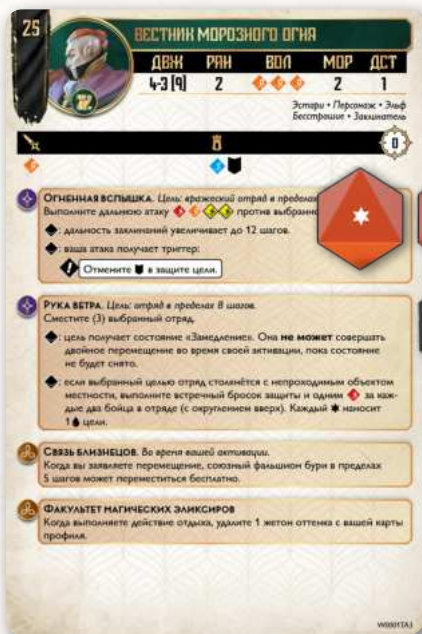 25
ВЕСТНИК МОРОЗНОГО ОГНЯ
ДВЖ РАН ВОЛ МОР ДСТ
4-3 (9) 2 2 1
Эстари • Персонаж • Эльф
Бесстрашие • Заклинатель
0
ОГНЕННАЯ ВСПЫШКА. Цель: вражеский отряд в пределах
Выполните дальнюю атаку против
: дальность заклинаний увеличивает до 12 шагов.
: ваша атака получает триггер:
Отмените в защите цели.
РУКА ВЕТРА. Цель: отряд в пределах 8 шагов.
Сместите (3) выбранный отряд.
: цель получает состояние «Замедление». Она не может совершать
двойное перемещение во время своей активации, пока состояние
не будет снято.
: если выбранный целью отряд столкнётся с непроходимым объектом
местности, выполните встречный бросок защиты и одним за каж-
дые два бойца в отряде (с округлением вверх). Каждый наносит
1 цели.
СВЯЗЬ БЛИЗНЕЦОВ. Во время вашей активации.
Когда вы заявляете перемещение, союзный фальшион бури в пределах
5 шагов может переместиться бесплатно.
ФАКУЛЬТЕТ МАГИЧЕСКИХ ЭЛИКСИРОВ
Когда выполняете действие отдыха, удалите 1 жетон оттенка с вашей карты
профиля.